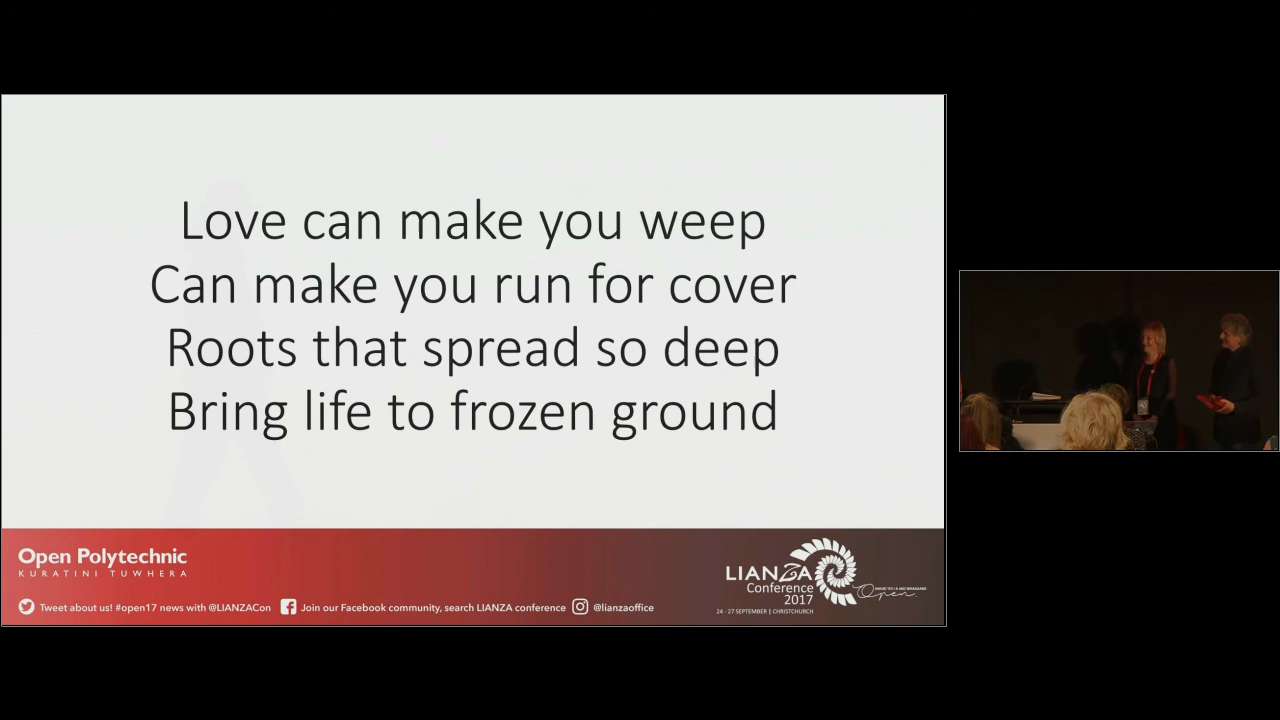 Love can make you weep
Can make you run for cover
Roots that spread so deep
Bring life to frozen ground
Open Polytechnic
KURATINI TUWHERA
LIANZA
Conference
2017
Open.
24 - 27 SEPTEMBER | CHRISTCHURCH
Tweet about us! #open17 news with @LIANZACon Join our Facebook community, search LIANZA conference @lianzaoffice